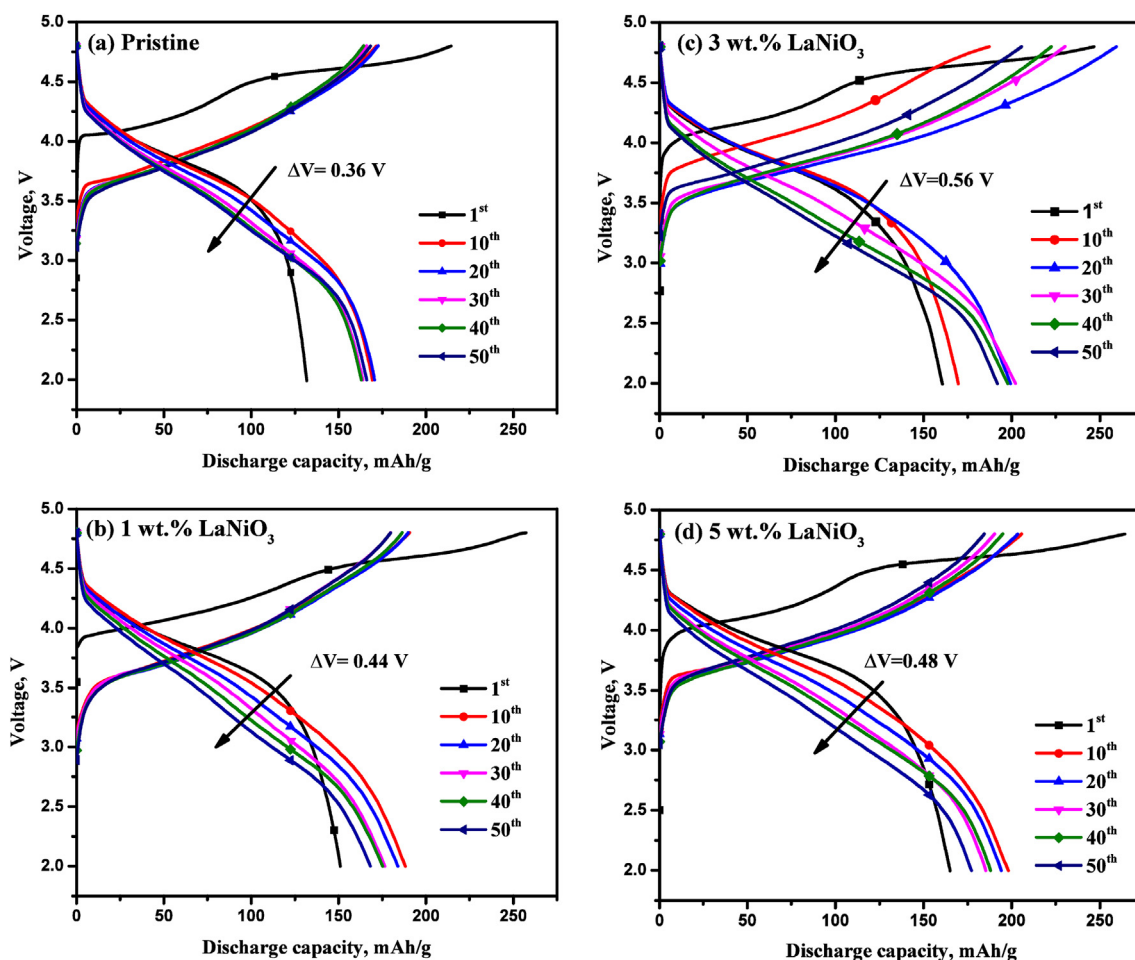 (a) Pristine
5.0
4.5
4.0
3.5
3.0
2.5
2.0
Voltage, V
ΔV= 0.36 V
1st
10th
20th
30th
40th
50th
0 50 100 150 200 250
Discharge capacity, mAh/g
(c) 3 wt.% LaNiO3
5.0
4.5
4.0
3.5
3.0
2.5
2.0
Voltage, V
ΔV=0.56 V
1st
10th
20th
30th
40th
50th
0 50 100 150 200 250
Discharge Capacity, mAh/g
(b) 1 wt.% LaNiO3
5.0
4.5
4.0
3.5
3.0
2.5
2.0
Voltage, V
ΔV= 0.44 V
1st
10th
20th
30th
40th
50th
0 50 100 150 200 250
Discharge capacity, mAh/g
(d) 5 wt.% LaNiO3
5.0
4.5
4.0
3.5
3.0
2.5
2.0
Voltage, V
ΔV=0.48 V
1st
10th
20th
30th
40th
50th
0 50 100 150 200 250
Discharge capacity, mAh/g